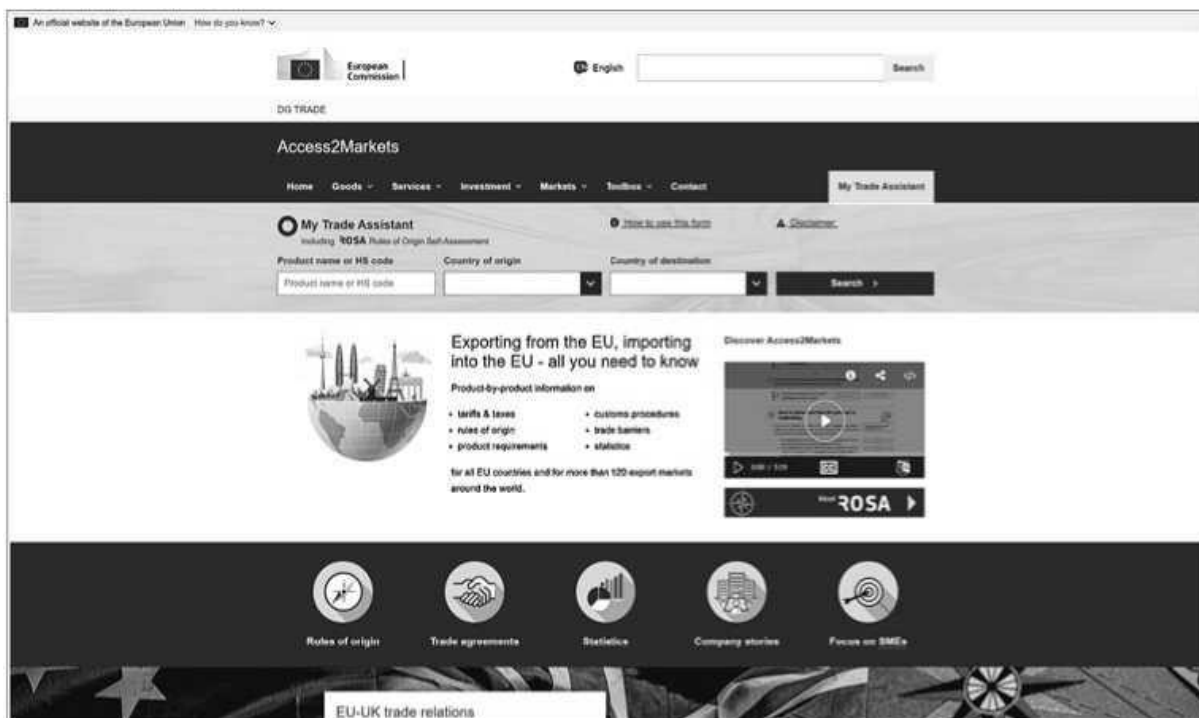 An official website of the European Union How do you know?
European
Commission
EN English
Search
DG TRADE
Access2Markets
Home Goods Services Investment Markets Toolbox Contact My Trade Assistant
My Trade Assistant
Including ROSA Rules of Origin Self-Assessment
How to use this form
Disclaimer
Product name or HS code Country of origin Country of destination
Product name or HS code
Search >
Exporting from the EU, importing
into the EU - all you need to know
Product-by-product information on
• tariffs & taxes
• rules of origin
• product requirements
• customs procedures
• trade barriers
• statistics
for all EU countries and for more than 120 export markets
around the world.
Discover Access2Markets
CC
ROSA
Rules of origin Trade agreements Statistics Company stories Focus on SMEs
EU-UK trade relations